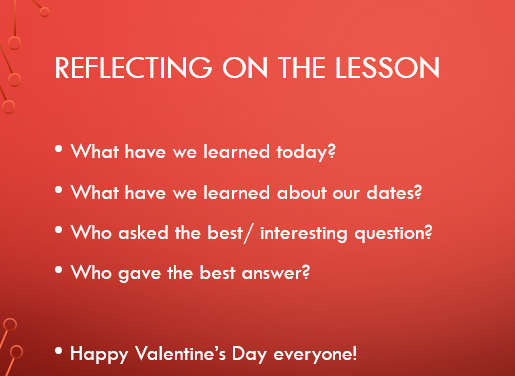 REFLECTING ON THE LESSON
• What have we learned today?
• What have we learned about our dates?
• Who asked the best/ interesting question?
• Who gave the best answer?
• Happy Valentine’s Day everyone!